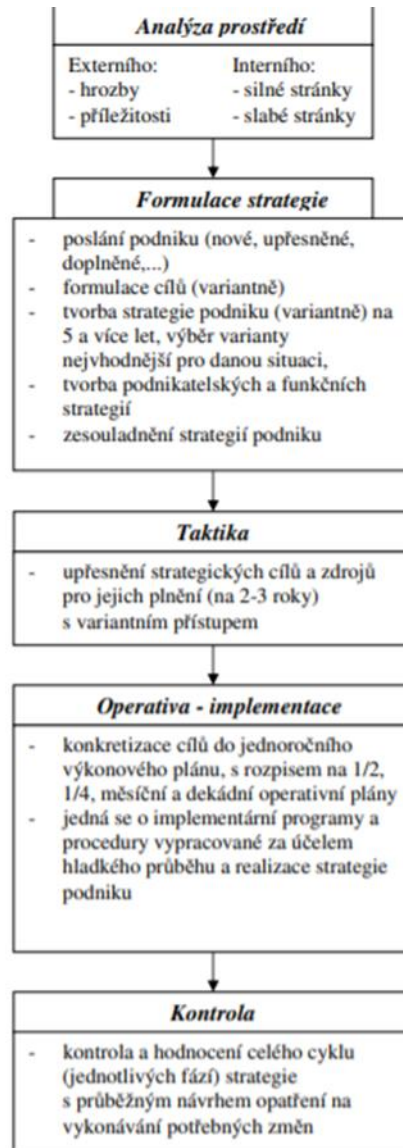 Analýza prostředí
Externího: Interního:
- hrozby - silné stránky
- příležitosti - slabé stránky
Formulace strategie
- poslání podniku (nové, upřesněné,
doplněné,...)
- formulace cílů (variantně)
- tvorba strategie podniku (variantně) na
5 a více let, výběr varianty
nejvhodnější pro danou situaci,
- tvorba podnikatelských a funkčních
strategií
- zesouladnění strategií podniku
Taktika
- upřesnění strategických cílů a zdrojů
pro jejich plnění (na 2-3 roky)
s variantním přístupem
Operativa - implementace
- konkretizace cílů do jednoročního
výkonového plánu, s rozpisem na 1/2,
1/4, měsíční a dekádní operativní plány
- jedná se o implementární programy a
procedury vypracované za účelem
hladkého průběhu a realizace strategie
podniku
Kontrola
- kontrola a hodnocení celého cyklu
(jednotlivých fází) strategie
s průběžným návrhem opatření na
vykonávání potřebných změn